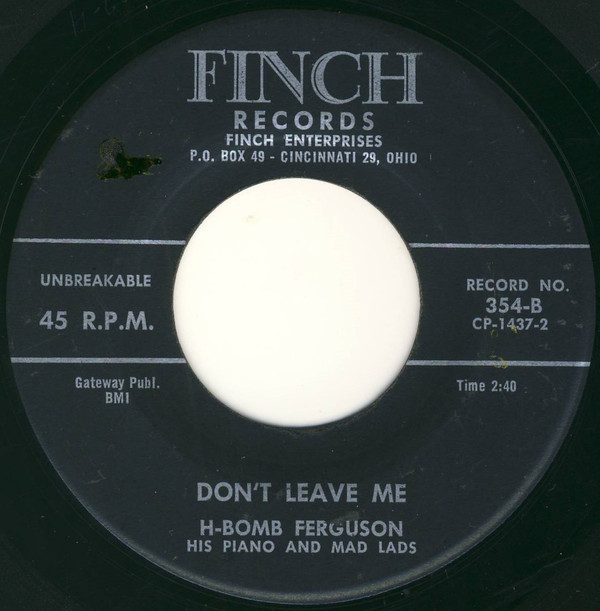 FINCH
RECORDS
FINCH ENTERPRISES
P.O. BOX 49 - CINCINNATI 29, OHIO
UNBREAKABLE
45 R.P.M.
RECORD NO.
354-B
CP-1437-2
Gateway Publ.
BMI
Time 2:40
DON'T LEAVE ME
H-BOMB FERGUSON
HIS PIANO AND MAD LADS